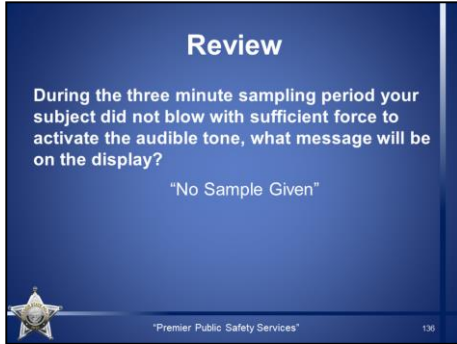 Review
During the three minute sampling period your
subject did not blow with sufficient force to
activate the audible tone, what message will be
on the display?
“No Sample Given”
“Premier Public Safety Services”
136